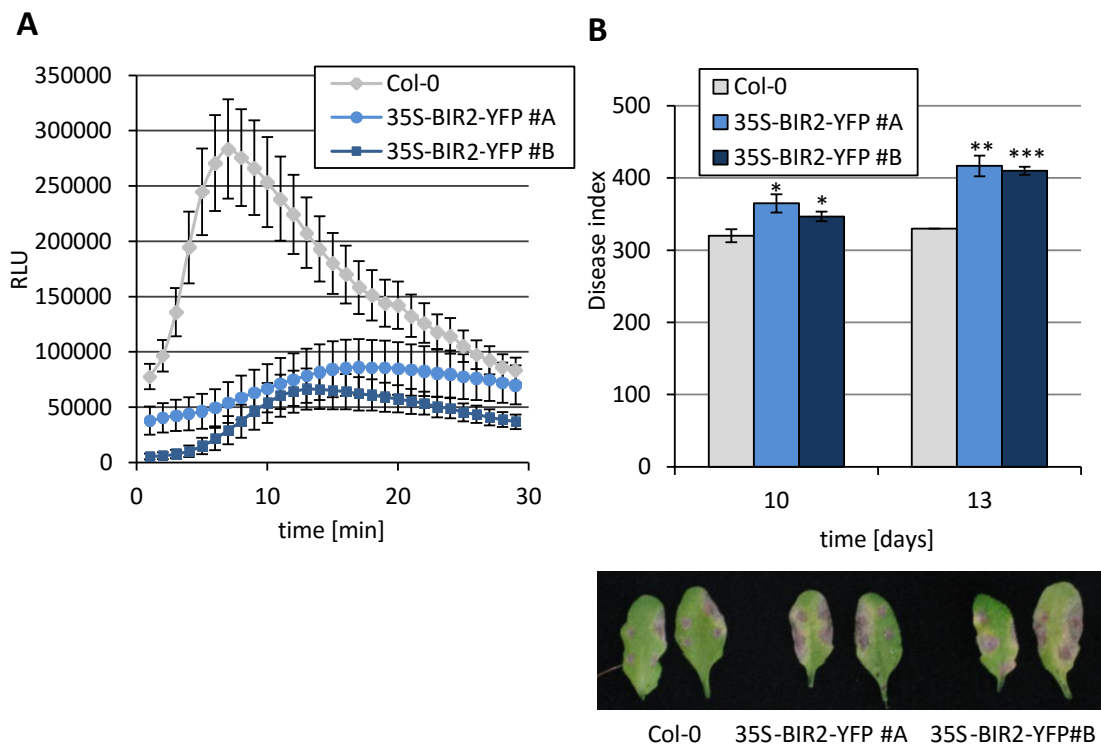 A
350000
300000
250000
200000
150000
100000
50000
0
RLU
0
10
20
30
time [min]
Col-0
35S-BIR2-YFP #A
35S-BIR2-YFP #B
B
Col-0
35S-BIR2-YFP #A
35S-BIR2-YFP #B
500
400
300
200
100
0
Disease index
*
*
**
***
10
13
time [days]
Col-0 35S-BIR2-YFP #A 35S-BIR2-YFP#B